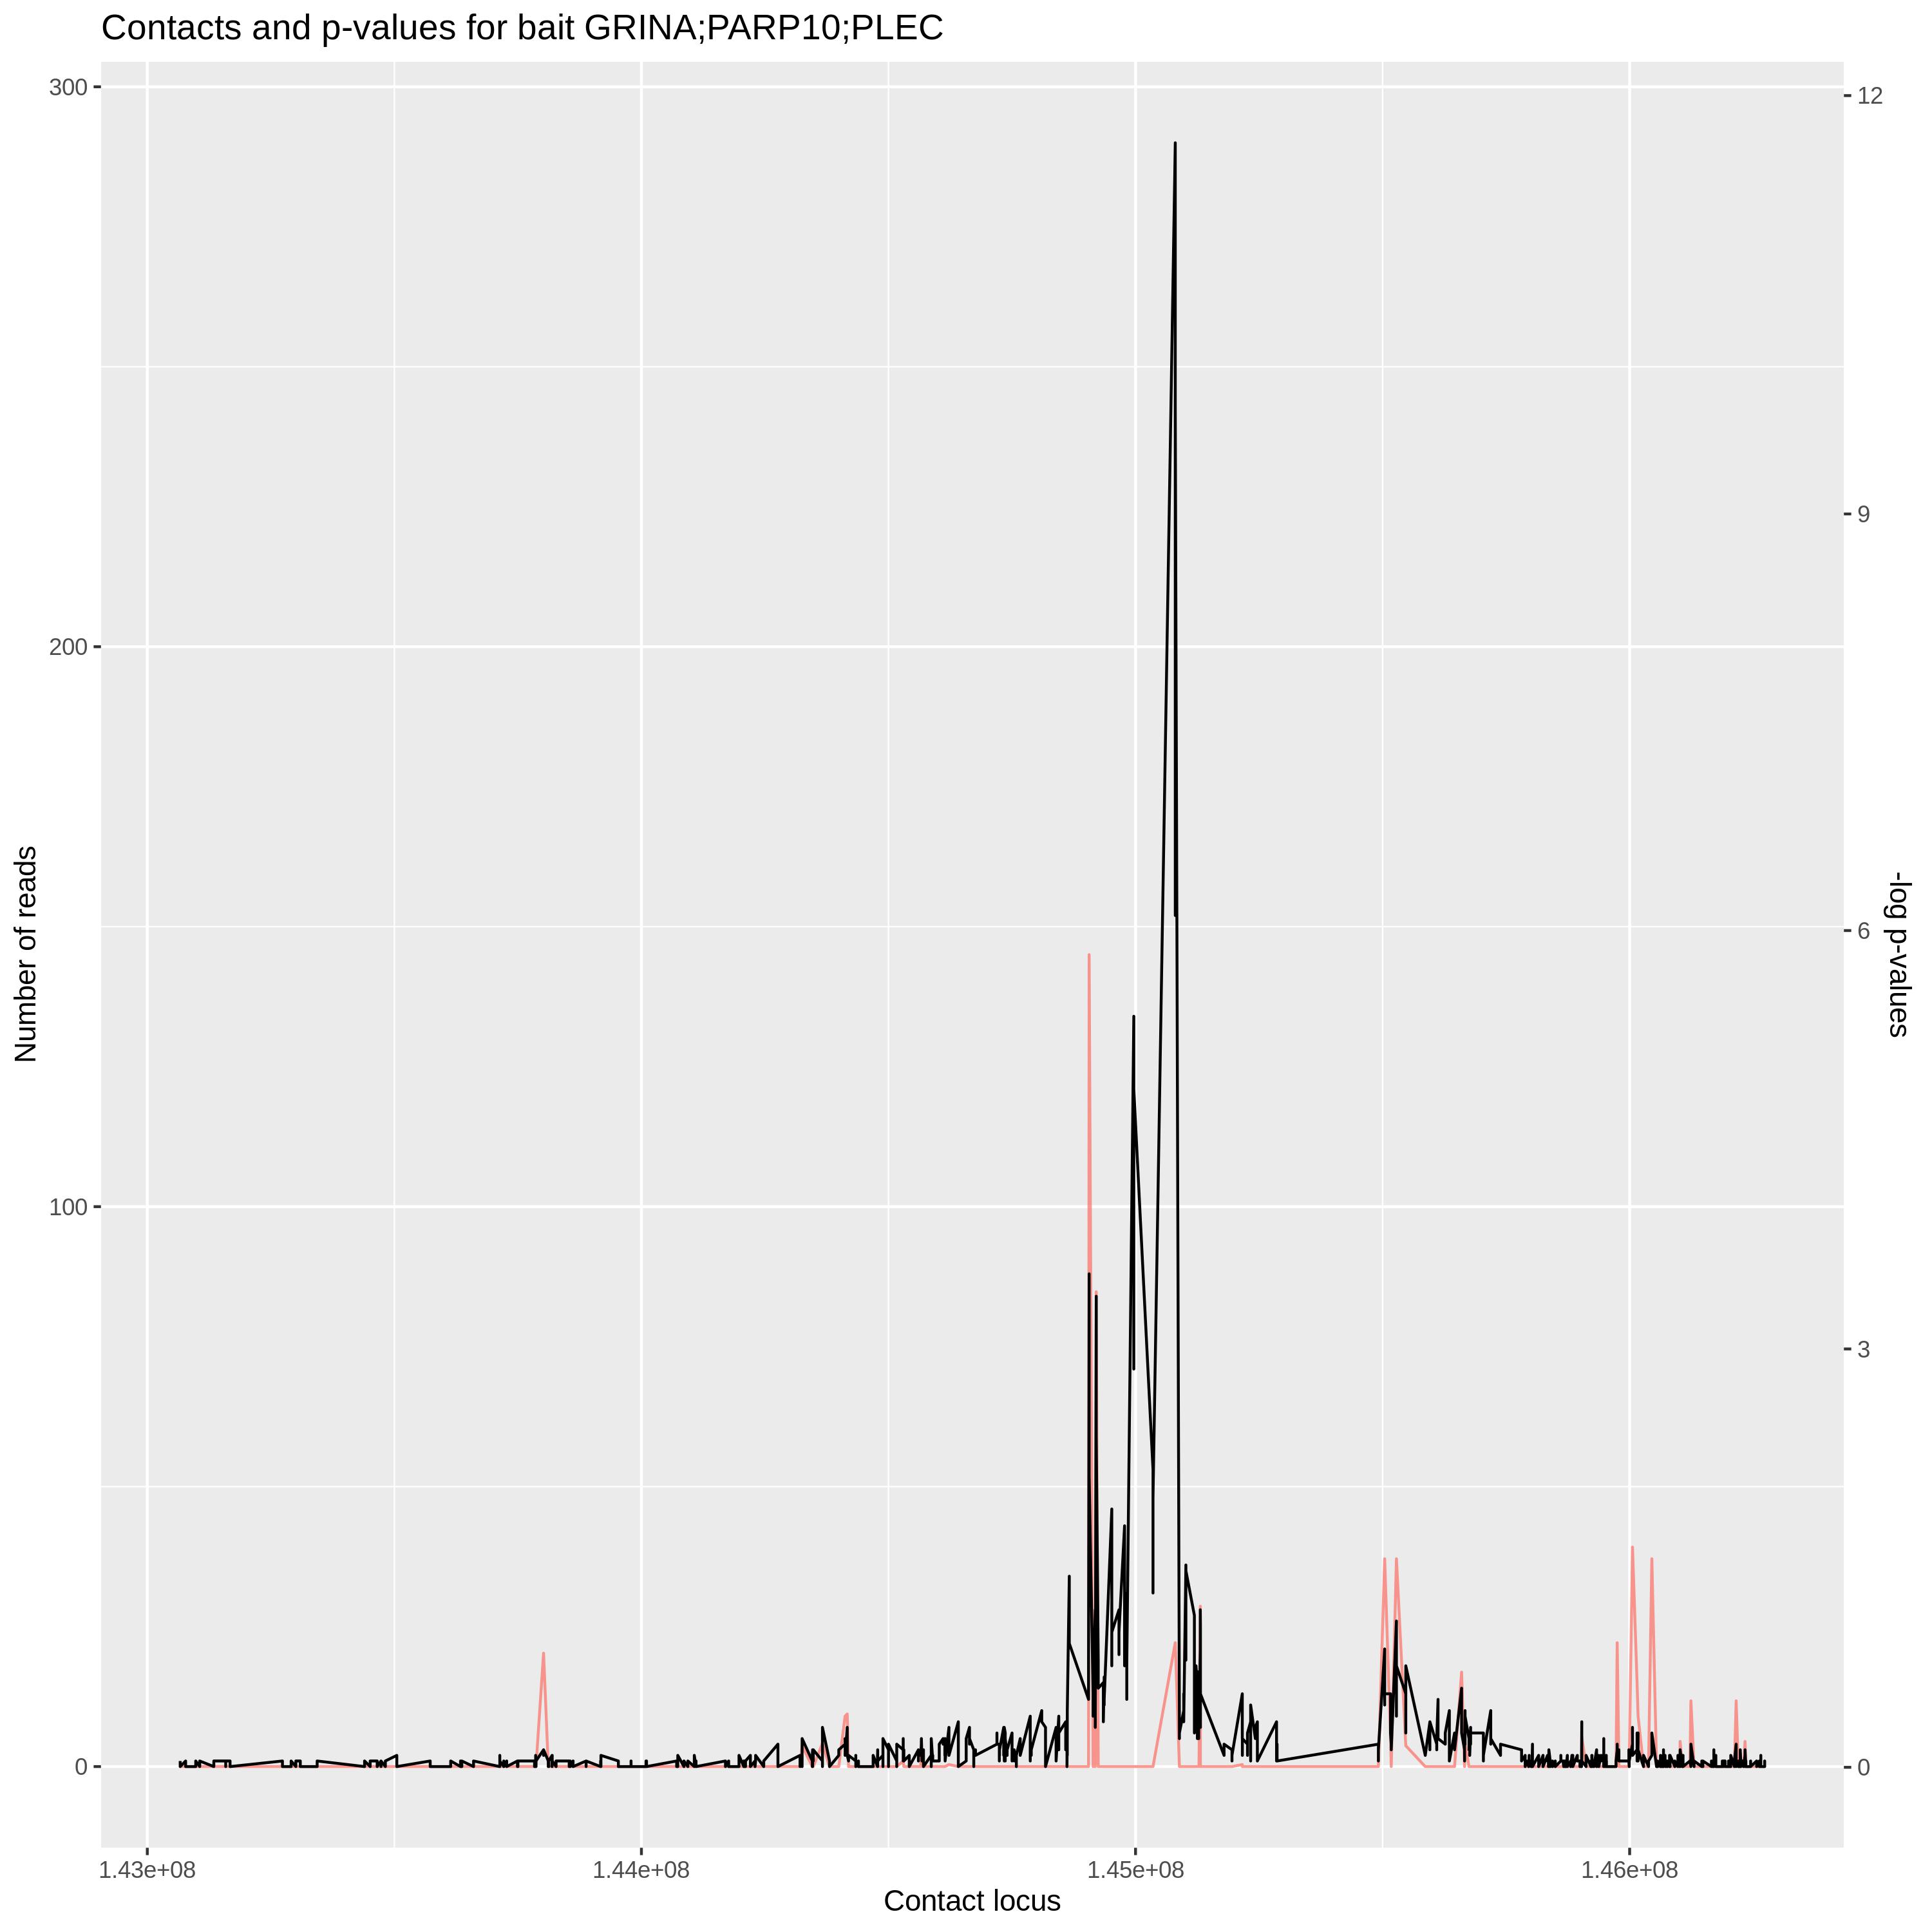 Contacts and p-values for bait GRINA;PARP10;PLEC
300
200
100
0
12
9
6
3
0
Number of reads
-log p-values
1.43e+08
1.44e+08
1.45e+08
1.46e+08
Contact locus